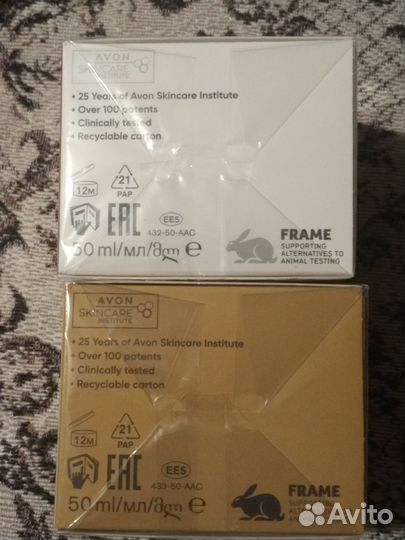 AVON
SKINCARE
INSTITUTE
• 25 Years of Avon Skincare Institute
• Over 100 patents
• Clinically tested
• Recyclable carton
12M
21
PAP
EAC
EE5
432-50-AAC
50 ml/мл/მლ e
FRAME
SUPPORTING
ALTERNATIVES TO
ANIMAL TESTING
AVON
SKINCARE
INSTITUTE
• 25 Years of Avon Skincare Institute
• Over 100 patents
• Clinically tested
• Recyclable carton
12M
21
PAP
EAC
EE5
433-50-AAC
50 ml/мл/მლ e
FRAME
SUPPORTING
Avito